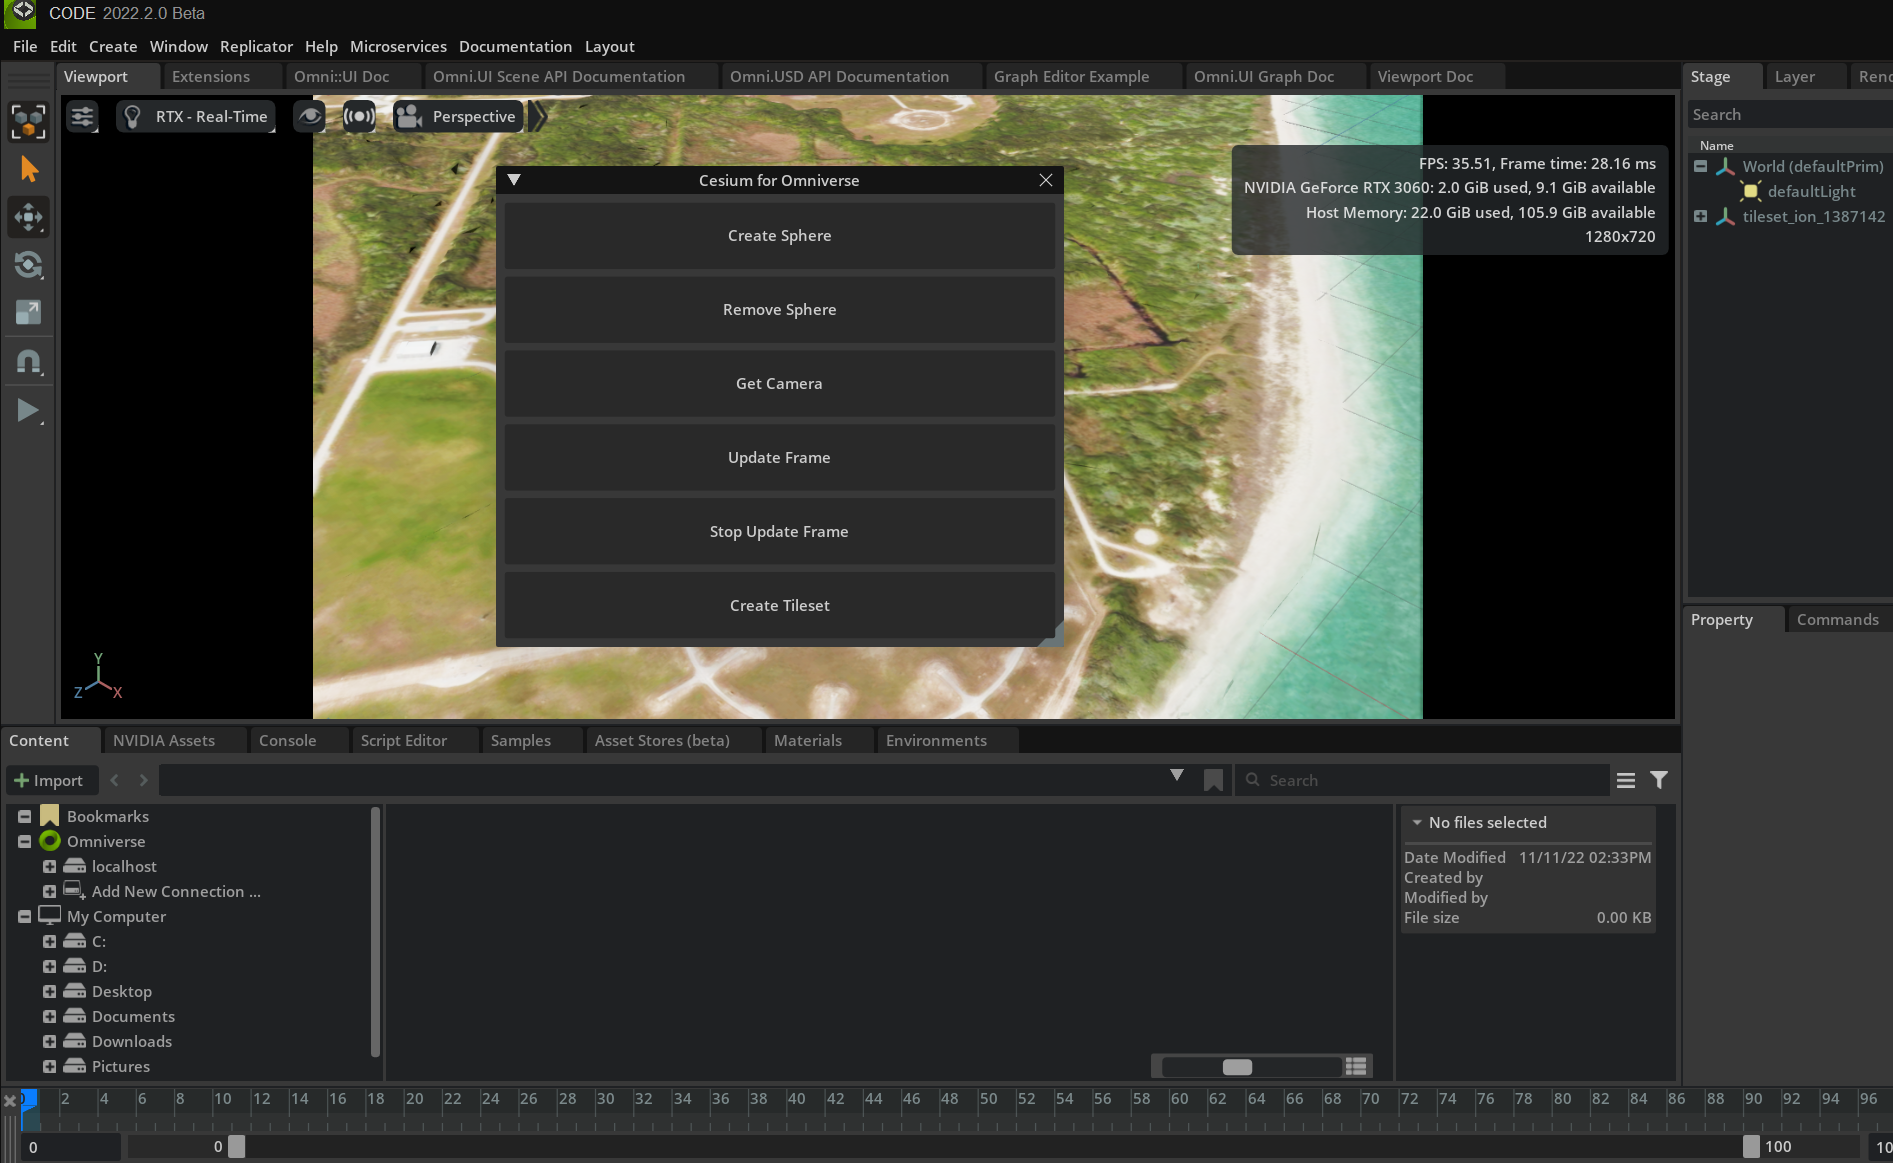 CODE 2022.2.0 Beta
File Edit Create Window Replicator Help Microservices Documentation Layout
Viewport Extensions Omni::UI Doc Omni.UI Scene API Documentation Omni.USD API Documentation Graph Editor Example Omni.UI Graph Doc Viewport Doc
RTX - Real-Time Perspective
FPS: 35.51, Frame time: 28.16 ms
NVIDIA GeForce RTX 3060: 2.0 GiB used, 9.1 GiB available
Host Memory: 22.0 GiB used, 105.9 GiB available
1280x720
Cesium for Omniverse
Create Sphere
Remove Sphere
Get Camera
Update Frame
Stop Update Frame
Create Tileset
Y
Z X
Stage Layer Ren
Search
Name
World (defaultPrim)
defaultLight
tileset_ion_1387142
Property Commands
Content NVIDIA Assets Console Script Editor Samples Asset Stores (beta) Materials Environments
Import Search
Bookmarks
Omniverse
localhost
Add New Connection ...
My Computer
C:
D:
Desktop
Documents
Downloads
Pictures
No files selected
Date Modified 11/11/22 02:33PM
Created by
Modified by
File size 0.00 KB
0 2 4 6 8 10 12 14 16 18 20 22 24 26 28 30 32 34 36 38 40 42 44 46 48 50 52 54 56 58 60 62 64 66 68 70 72 74 76 78 80 82 84 86 88 90 92 94 96
0 0 100 10